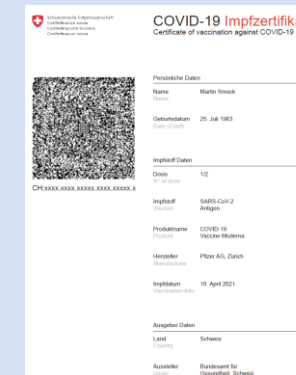 Schweizerische Eidgenossenschaft
Confédération suisse
Confederazione Svizzera
Confederaziun svizra
COVID-19 Impfzertifika
Certificate of vaccination against COVID-19
Persönliche Daten
Name Martin Smock
Name
Geburtsdatum 25. Juli 1963
Date of birth
Impfstoff Daten
Dosis 1/2
N° of dose
Impfstoff SARS-CoV-2
Vaccine Antigen
Produktname COVID-19
Product Vaccine Moderna
Hersteller Pfizer AG, Zürich
Manufacturer
Impfdatum 16. April 2021
Vaccination date
Ausgeber Daten
Land Schweiz
Country
Aussteller Bundesamt für
Gesundheit, Schweiz
CH:xxxx.xxxx.xxxxx.xxxx.xxxxx.x